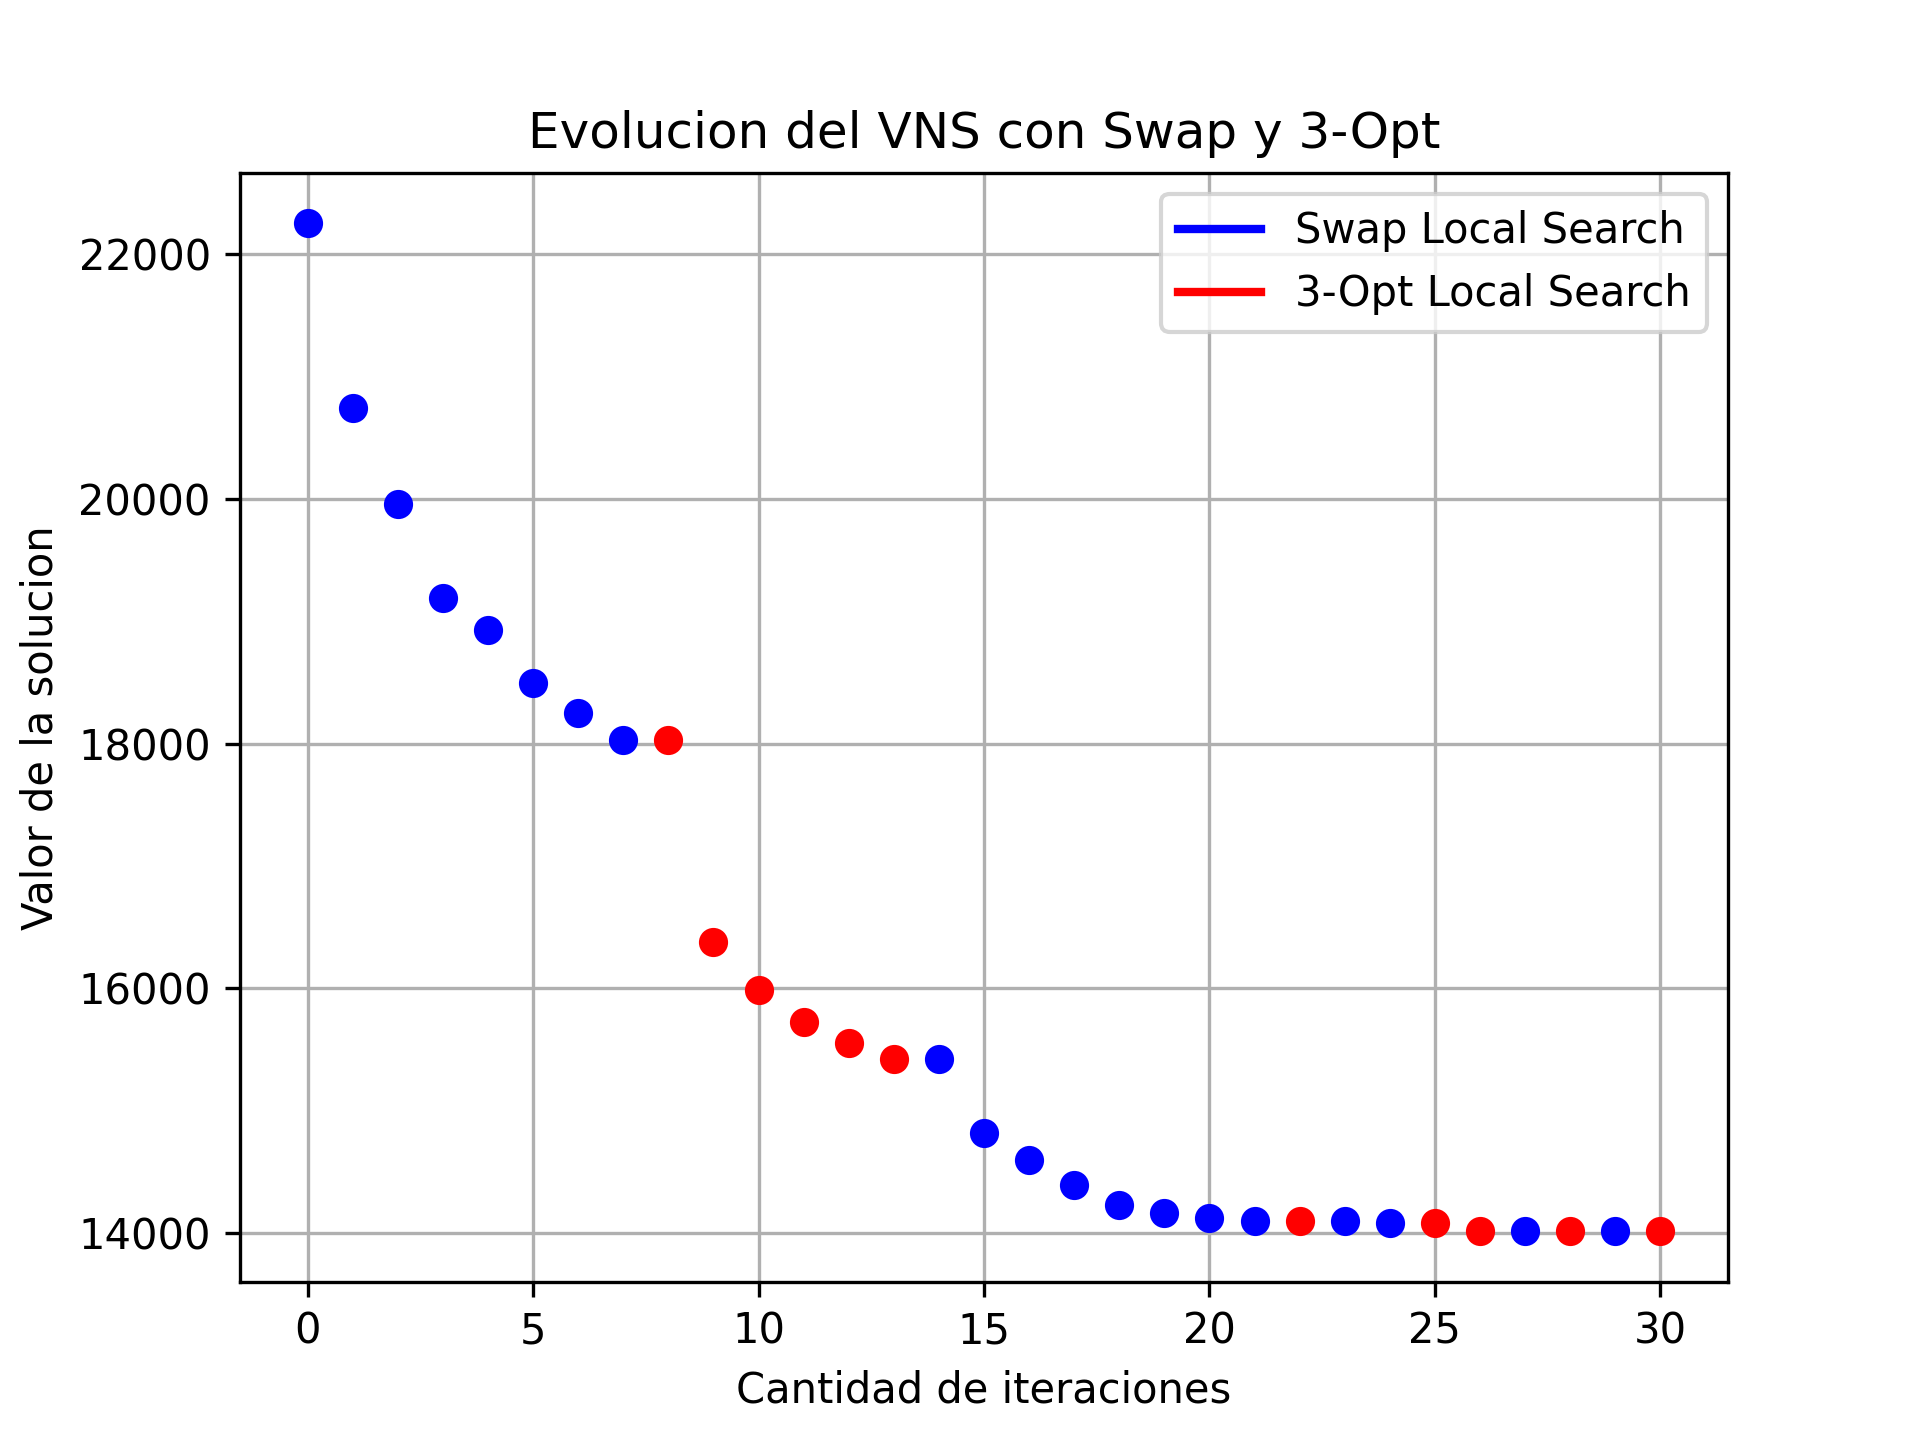 Evolucion del VNS con Swap y 3-Opt
Swap Local Search
3-Opt Local Search
22000
20000
18000
16000
14000
Valor de la solucion
0 5 10 15 20 25 30
Cantidad de iteraciones